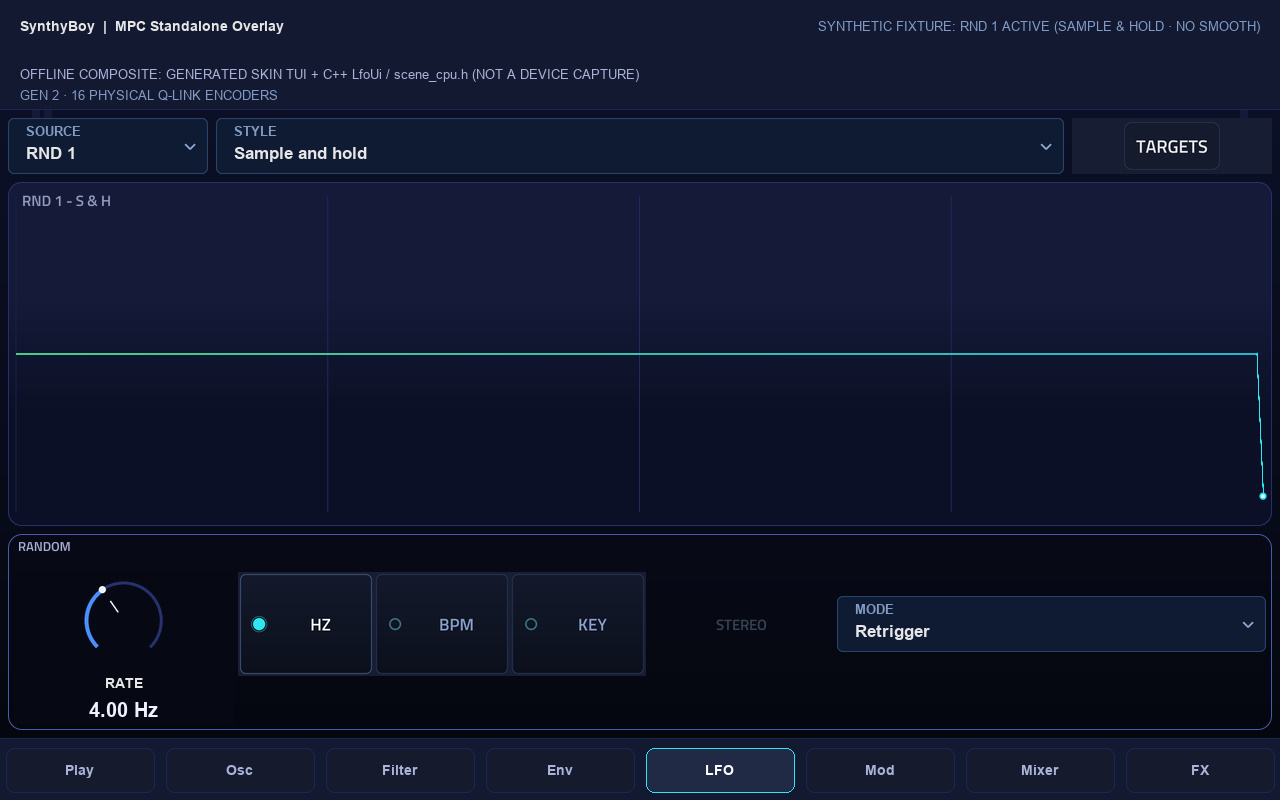 SynthyBoy | MPC Standalone Overlay
SYNTHETIC FIXTURE: RND 1 ACTIVE (SAMPLE & HOLD · NO SMOOTH)
OFFLINE COMPOSITE: GENERATED SKIN TUI + C++ LfoUi / scene_cpu.h (NOT A DEVICE CAPTURE)
GEN 2 · 16 PHYSICAL Q-LINK ENCODERS
SOURCE
RND 1
STYLE
Sample and hold
TARGETS
RND 1 - S & H
RANDOM
RATE
4.00 Hz
HZ
BPM
KEY
STEREO
MODE
Retrigger
Play
Osc
Filter
Env
LFO
Mod
Mixer
FX